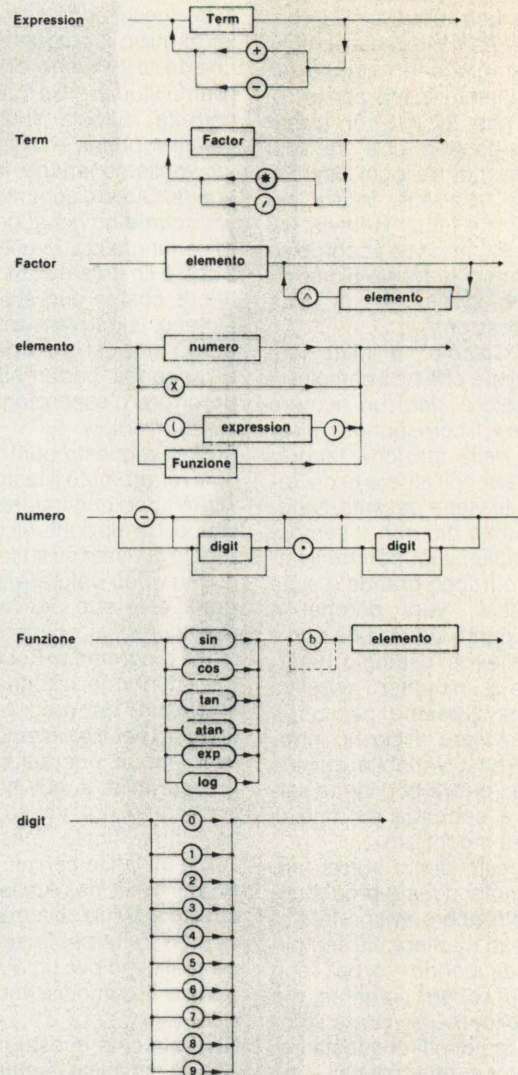 Expression Term
+
−
Term Factor
*
/
Factor elemento
^ elemento
elemento numero
X
( expression )
Funzione
numero −
digit . digit
Funzione sin b elemento
cos
tan
atan
exp
log
digit 0
1
2
3
4
5
6
7
8
9